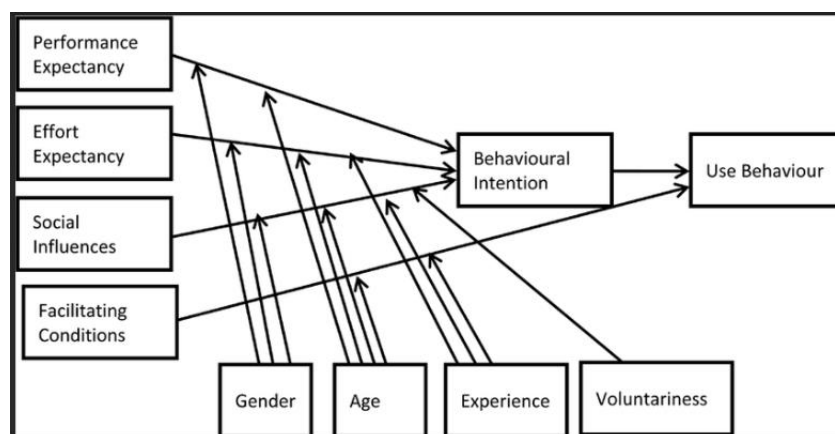 Performance
Expectancy
Effort
Expectancy
Behavioural
Intention
Use Behaviour
Social
Influences
Facilitating
Conditions
Gender
Age
Experience
Voluntariness